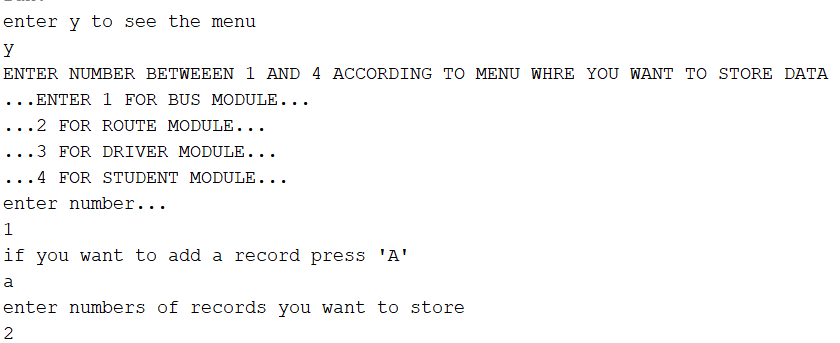 enter y to see the menu
y
ENTER NUMBER BETWEEEN 1 AND 4 ACCORDING TO MENU WHRE YOU WANT TO STORE DATA
...ENTER 1 FOR BUS MODULE...
...2 FOR ROUTE MODULE...
...3 FOR DRIVER MODULE...
...4 FOR STUDENT MODULE...
enter number...
1
if you want to add a record press 'A'
a
enter numbers of records you want to store
2